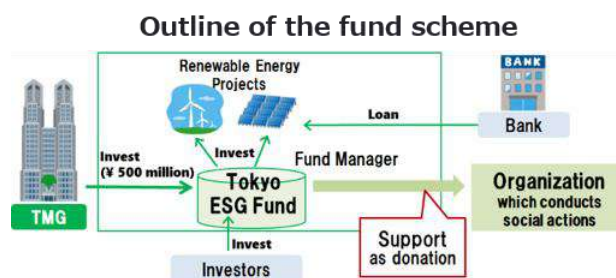 Outline of the fund scheme
Renewable Energy
Projects
BANK
Loan
Bank
Invest
(¥ 500 million)
Invest
Fund Manager
Tokyo
ESG Fund
TMG
Organization
which conducts
social actions
Invest
Support
as donation
Investors